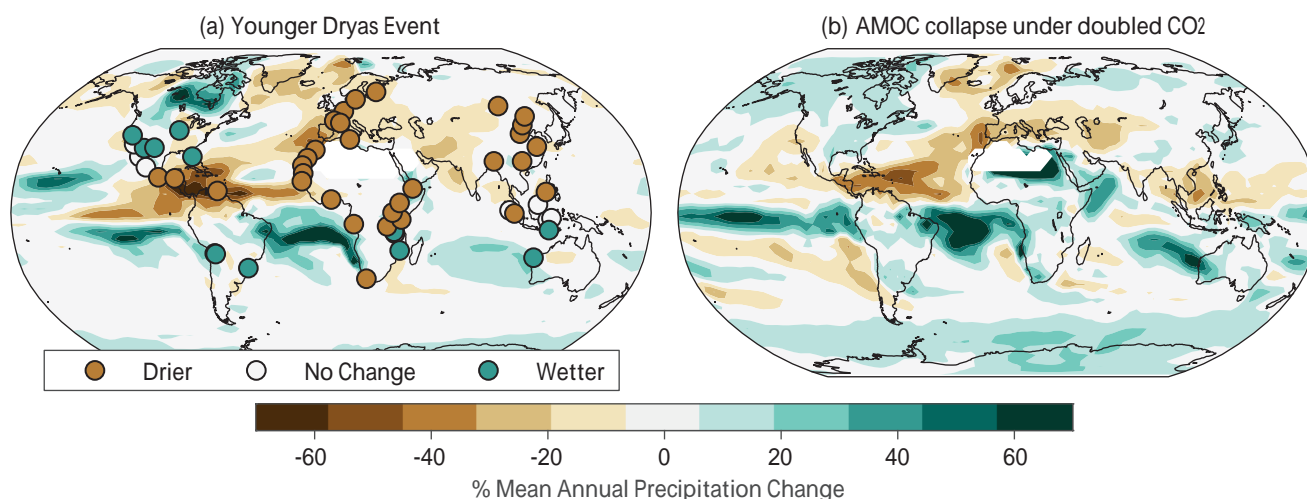 (a) Younger Dryas Event
(b) AMOC collapse under doubled CO2
Drier
No Change
Wetter
-60 -40 -20 0 20 40 60
% Mean Annual Precipitation Change